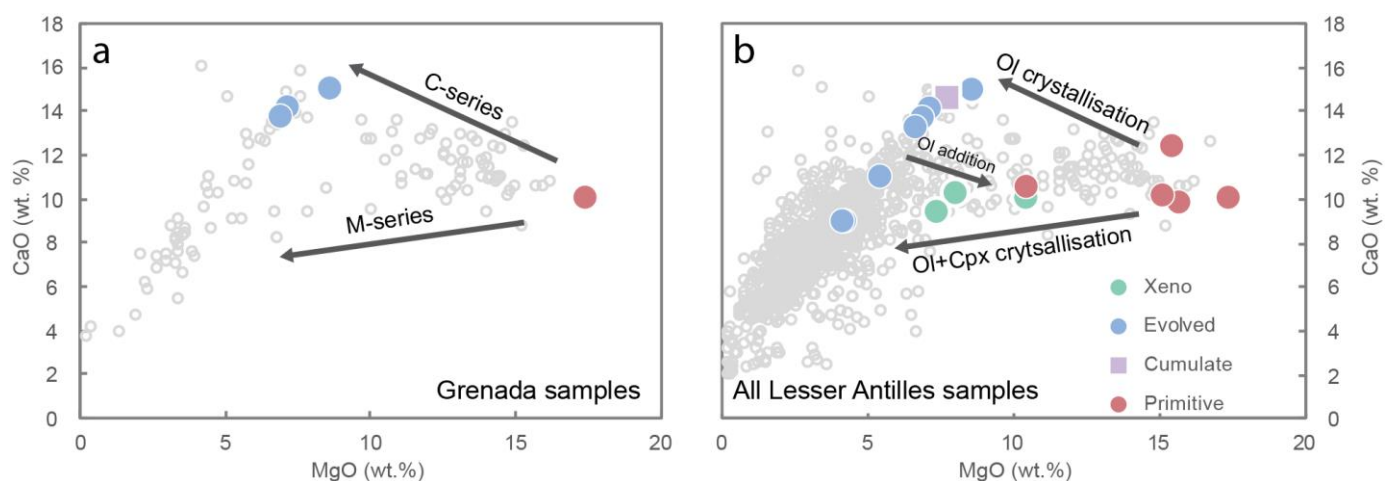 a
18
16
14
12
10
8
6
4
2
0
CaO (wt. %)
C-series
M-series
Grenada samples
0
5
10
15
20
MgO (wt.%)
b
Ol crystallisation
Ol addition
Ol+Cpx crytsallisation
Xeno
Evolved
Cumulate
Primitive
All Lesser Antilles samples
0
5
10
15
20
MgO (wt.%)
18
16
14
12
10
8
6
4
2
0
CaO (wt. %)